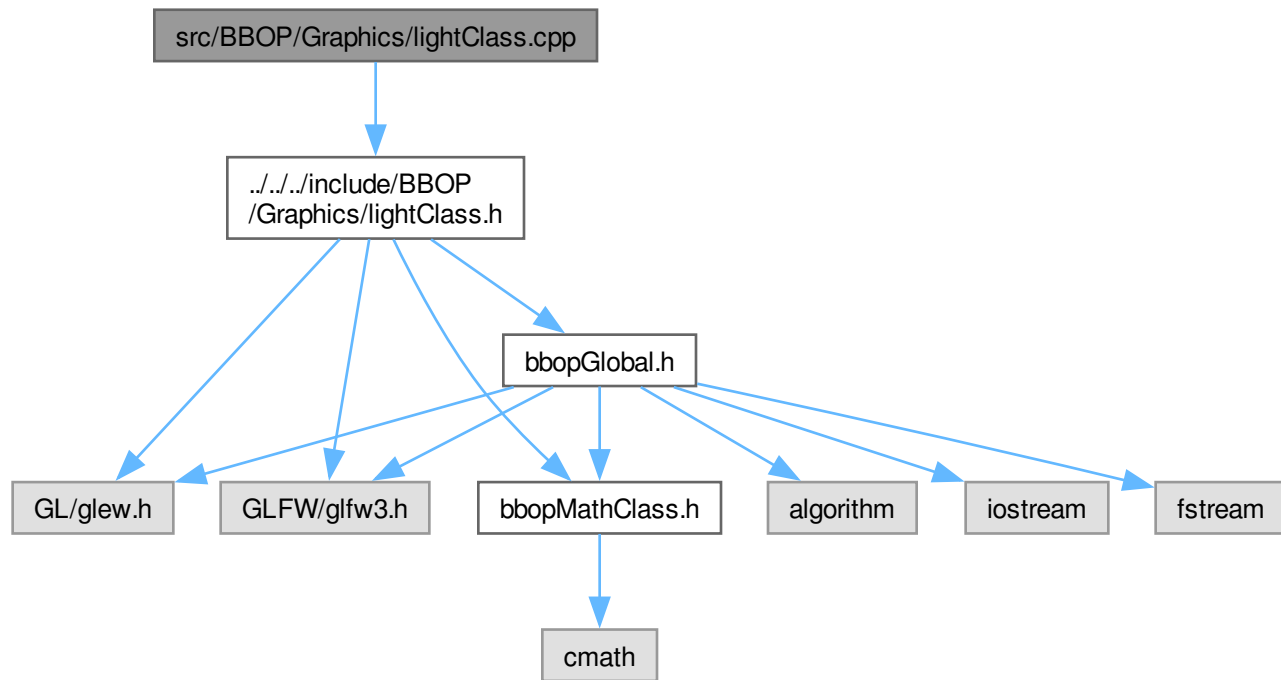 src/BBOP/Graphics/lightClass.cpp
../../../include/BBOP
/Graphics/lightClass.h
bbopGlobal.h
GL/glew.h
GLFW/glfw3.h
bbopMathClass.h
algorithm
iostream
fstream
cmath